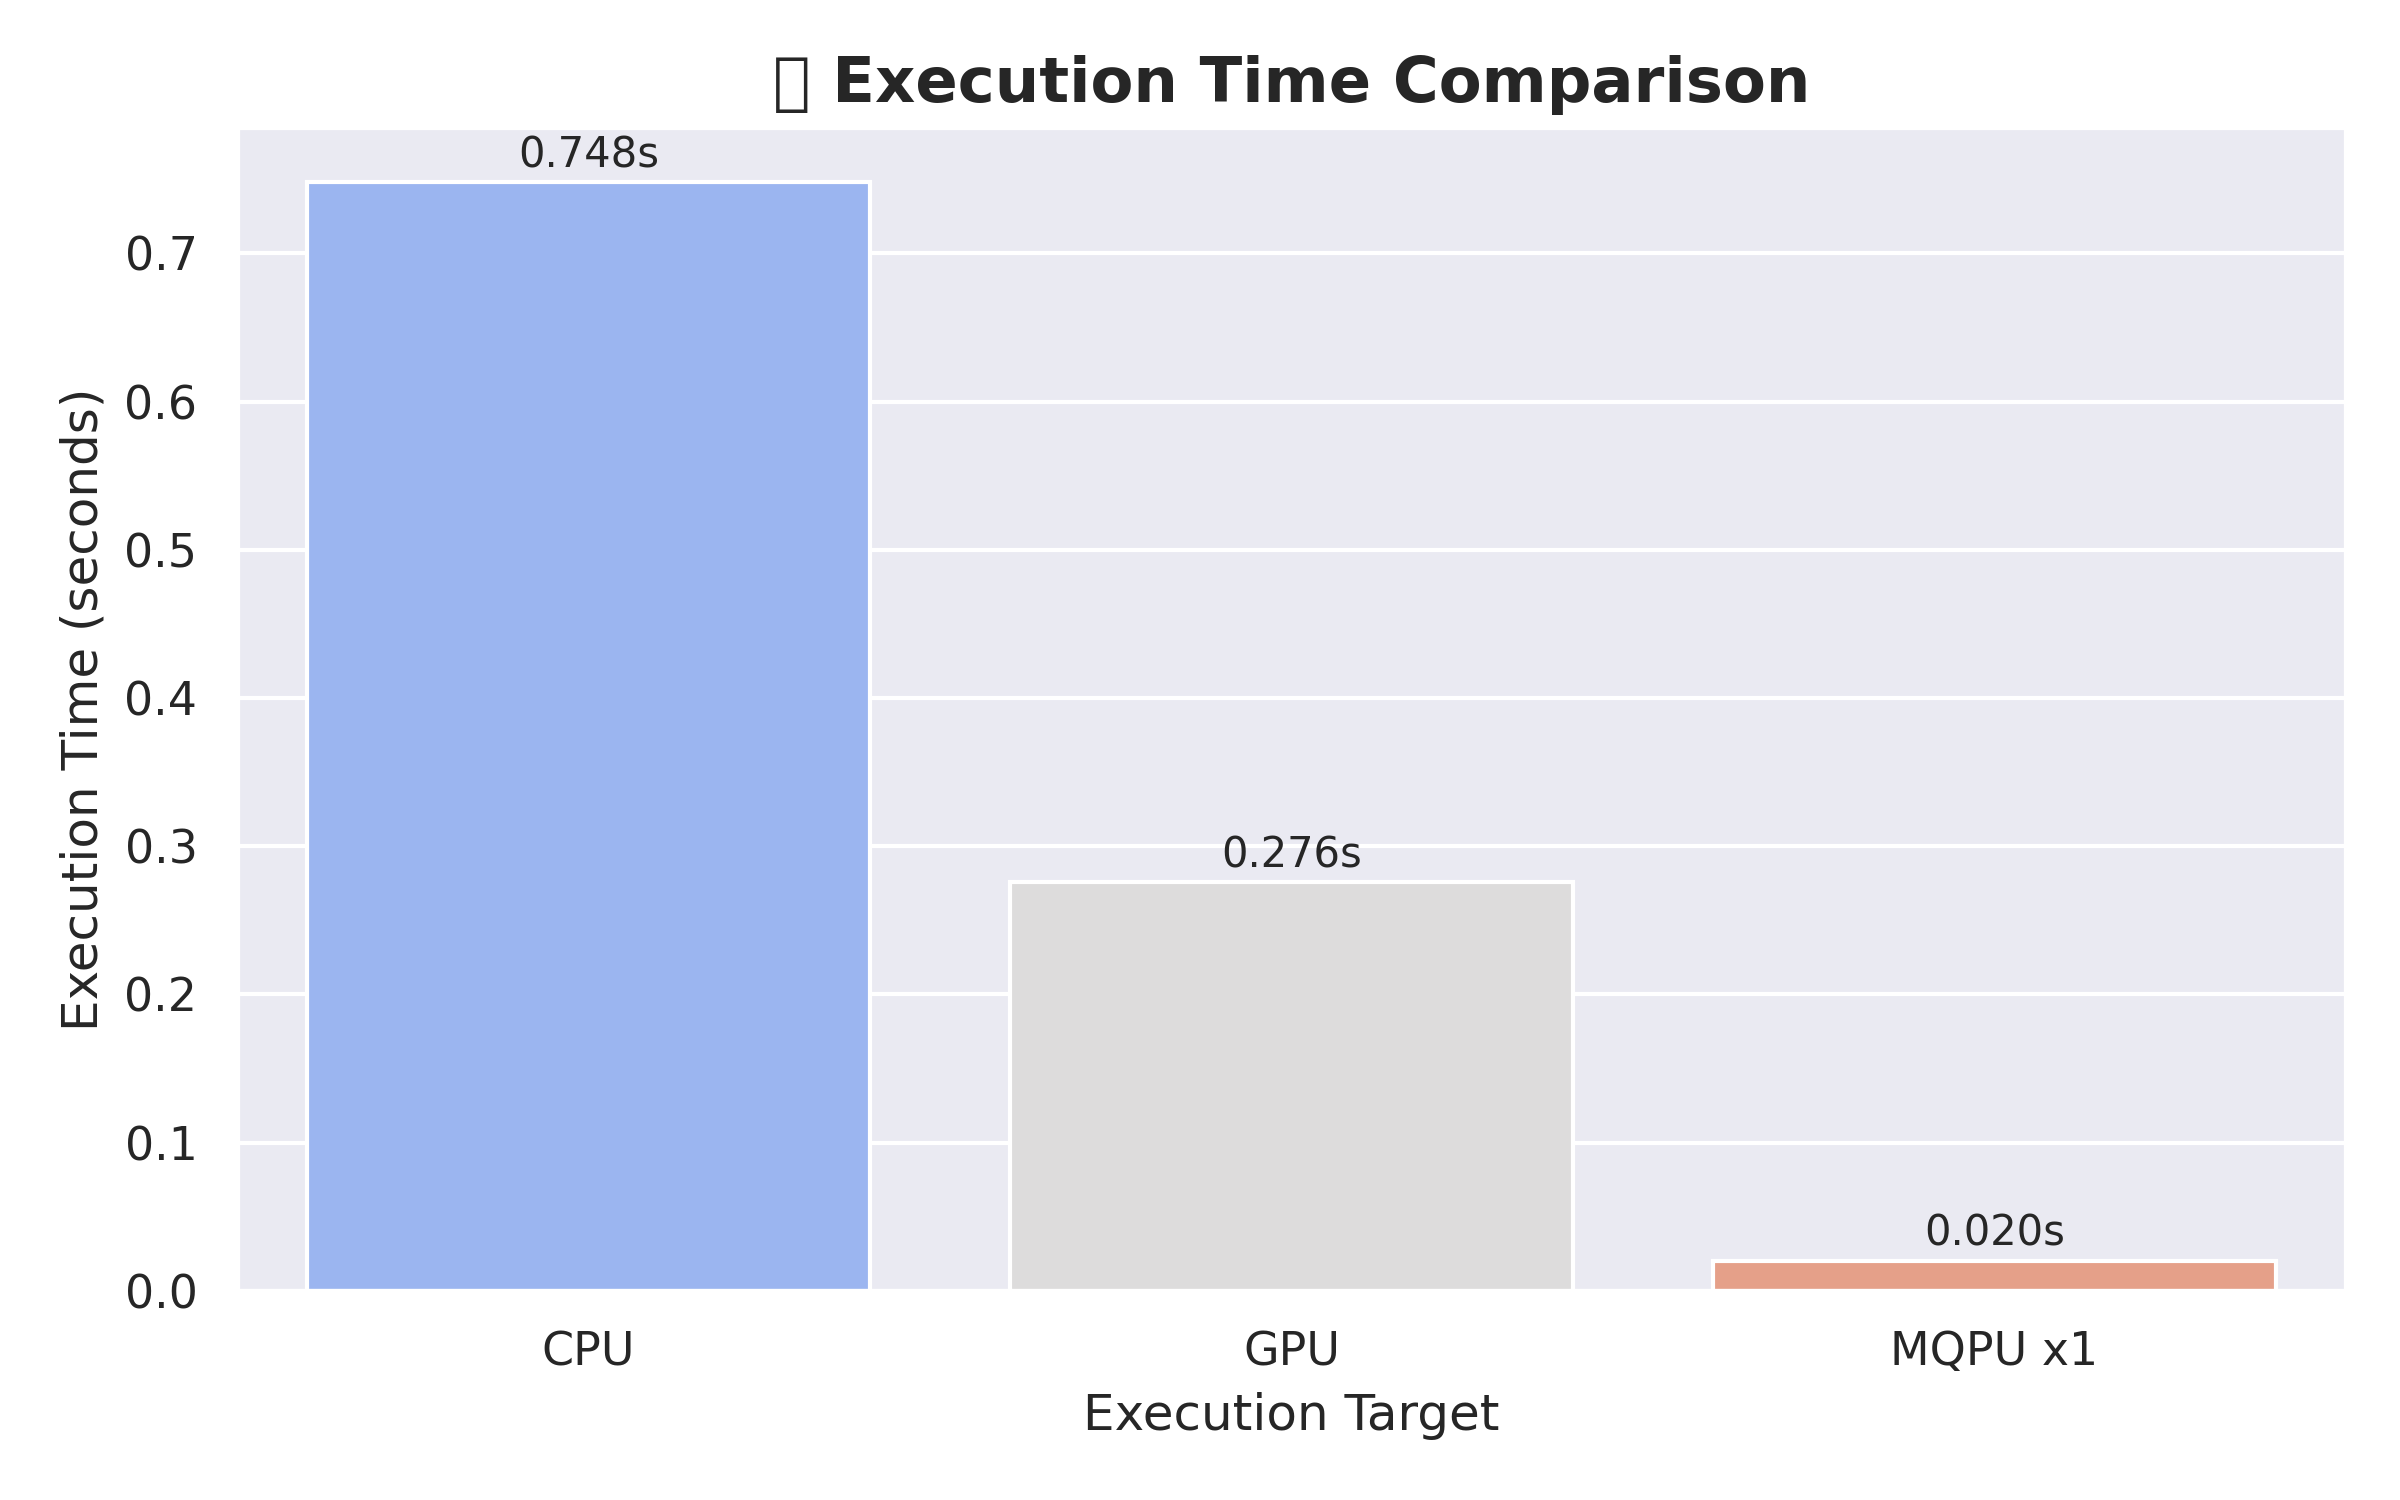 Execution Time Comparison
0.748s
0.7
0.6
0.5
0.4
0.3
0.2
0.1
0.0
Execution Time (seconds)
0.276s
0.020s
CPU
GPU
MQPU x1
Execution Target